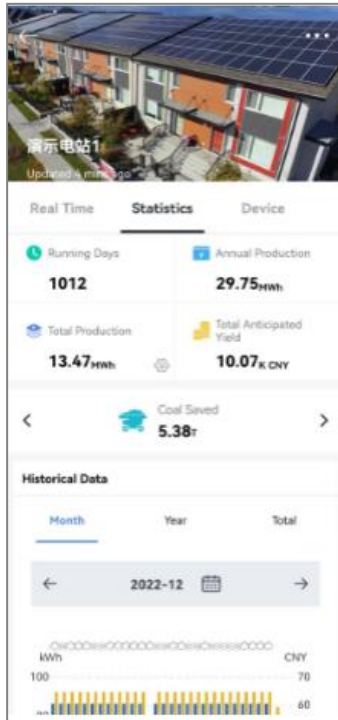 演示电站1
Updated 4 mins ago
Real Time Statistics Device
Running Days Annual Production
1012 29.75MWh
Total Production Total Anticipated Yield
13.47MWh 10.07K CNY
Coal Saved
5.38T
Historical Data
Month Year Total
2022-12
kWh CNY
100 70
60